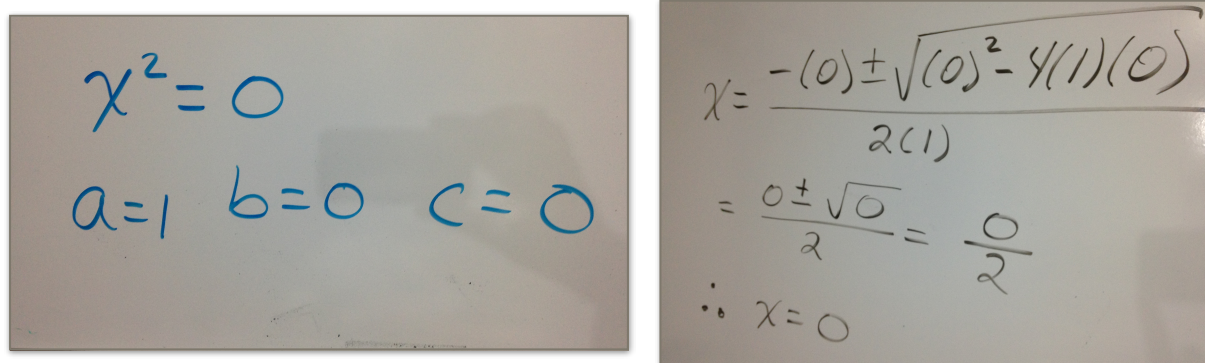 x² = 0
a=1 b=0 c=0
x = (-(0) ± √((0)² - 4(1)(0))) / 2(1)
= (0 ± √0) / 2 = 0/2
∴ x = 0